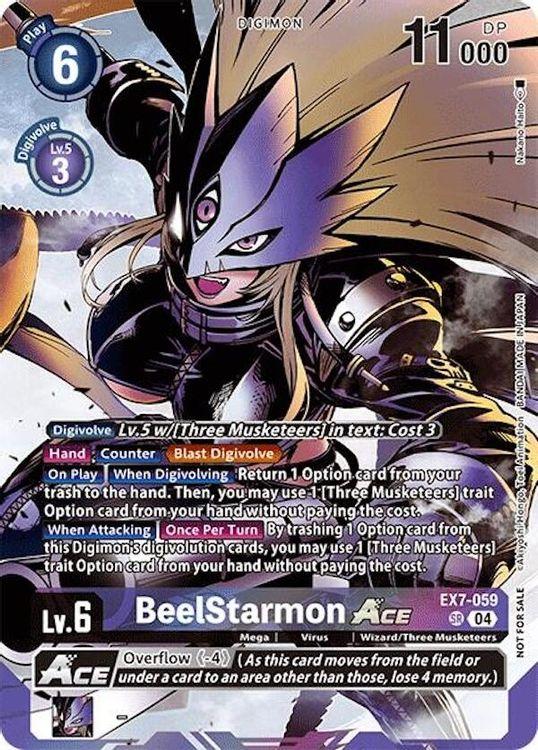 DIGIMON
Play
6
11000
DP
Digivolve
Lv.5
3
Nakano Haito
Digivolve Lv.5 w/[Three Musketeers] in text: Cost 3
Hand Counter Blast Digivolve
On Play When Digivolving Return 1 Option card from your
trash to the hand. Then, you may use 1 [Three Musketeers] trait
Option card from your hand without paying the cost.
When Attacking Once Per Turn By trashing 1 Option card from
this Digimon's digivolution cards, you may use 1 [Three Musketeers]
trait Option card from your hand without paying the cost.
©Akiyoshi Hongo, Toei Animation BANDAI MADE IN JAPAN
NOT FOR SALE
Lv.6
BeelStarmon ACE
EX7-059
SR 04
Mega Virus Wizard/Three Musketeers
ACE Overflow《-4》 (As this card moves from the field or
under a card to an area other than those, lose 4 memory.)
-